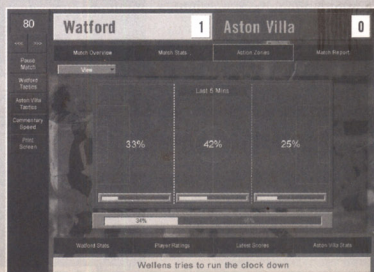 80
Watford 1 Aston Villa 0
Match Overview Match Stats Action Zones Match Report
View
Pause
Match
Watford
Tactics
Aston Villa
Tactics
Commentary
Speed
Print
Screen
Last 5 Mins
33% 42% 25%
34%
Watford Stats Player Ratings Latest Scores Aston Villa Stats
Wellens tries to run the clock down